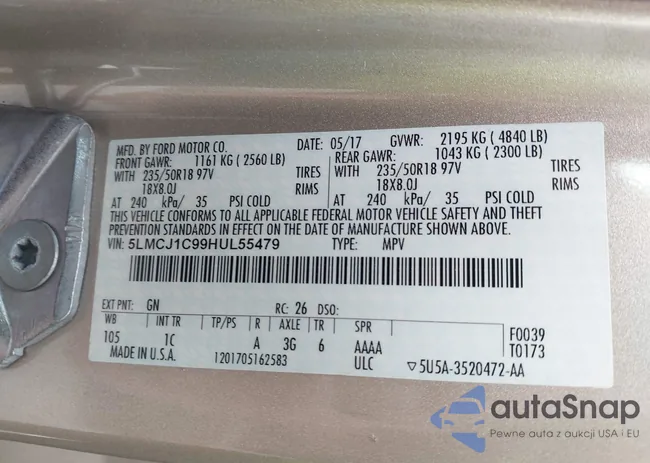 MFD. BY FORD MOTOR CO. DATE: 05/17 GVWR: 2195 KG ( 4840 LB)
FRONT GAWR: 1161 KG ( 2560 LB) REAR GAWR: 1043 KG ( 2300 LB)
WITH 235/50R18 97V TIRES WITH 235/50R18 97V TIRES
18X8.0J RIMS 18X8.0J RIMS
AT 240 kPa/ 35 PSI COLD AT 240 kPa/ 35 PSI COLD
THIS VEHICLE CONFORMS TO ALL APPLICABLE FEDERAL MOTOR VEHICLE SAFETY AND THEFT
PREVENTION STANDARDS IN EFFECT ON THE DATE OF MANUFACTURE SHOWN ABOVE.
VIN: 5LMCJ1C99HUL55479 TYPE: MPV
EXT PNT: GN RC: 26 DSO:
WB INT TR TP/PS R AXLE TR SPR F0039
105 1C A 3G 6 AAAA T0173
MADE IN U.S.A. 1201705162583 ULC ▽5U5A-3520472-AA
autaSnap
Pewne auta z aukcji USA i EU